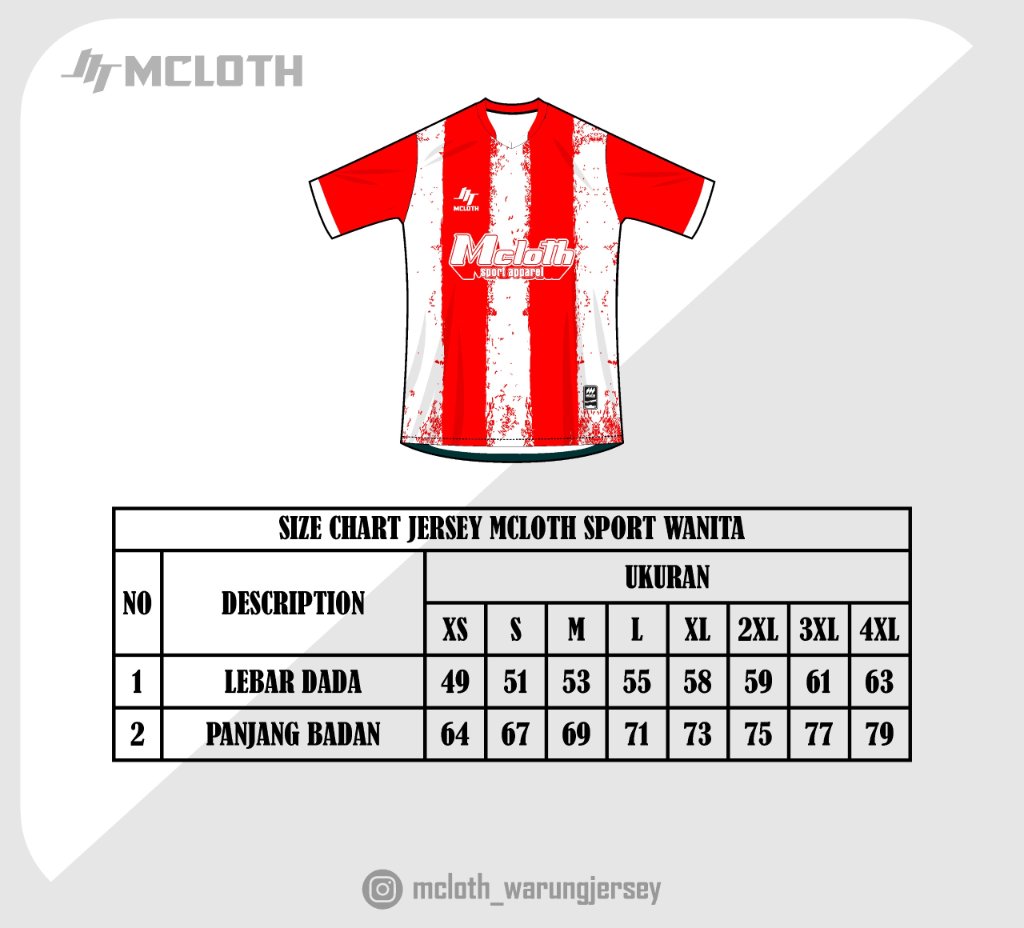 MCLOTH
MCLOTH
Mcloth
sport apparel
SIZE CHART JERSEY MCLOTH SPORT WANITA
NO DESCRIPTION UKURAN
XS S M L XL 2XL 3XL 4XL
1 LEBAR DADA 49 51 53 55 58 59 61 63
2 PANJANG BADAN 64 67 69 71 73 75 77 79
mcloth_warungjersey